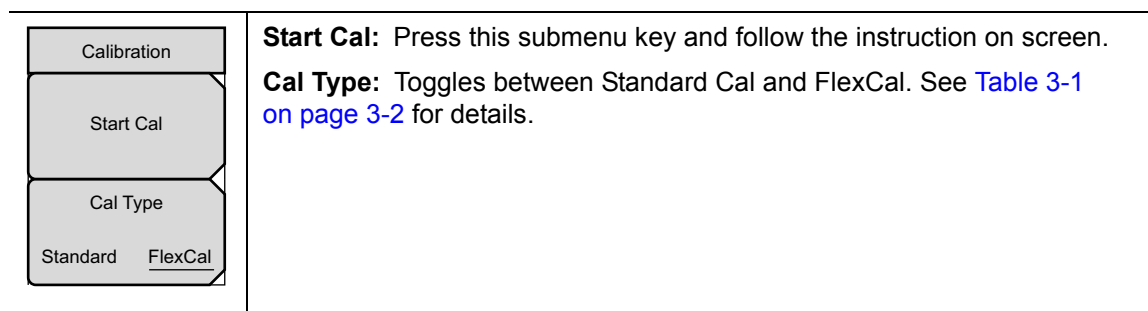 Calibration
Start Cal
Cal Type
Standard FlexCal
Start Cal: Press this submenu key and follow the instruction on screen.
Cal Type: Toggles between Standard Cal and FlexCal. See Table 3-1
on page 3-2 for details.